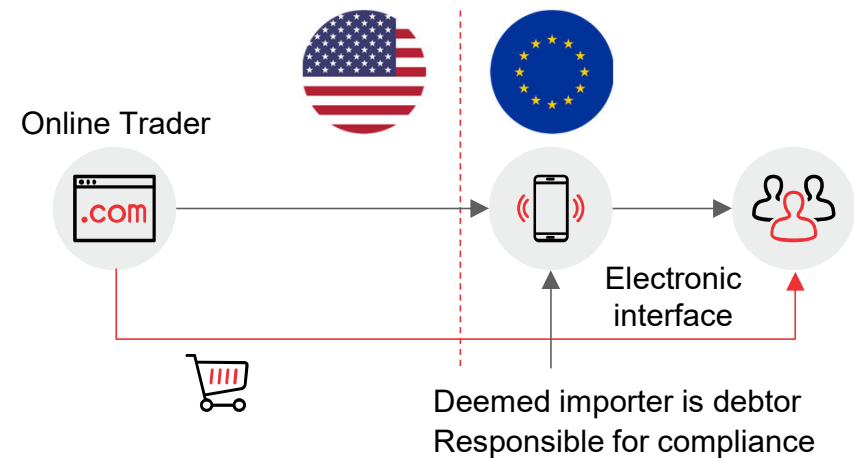 Online Trader
.com
Electronic
interface
Deemed importer is debtor
Responsible for compliance